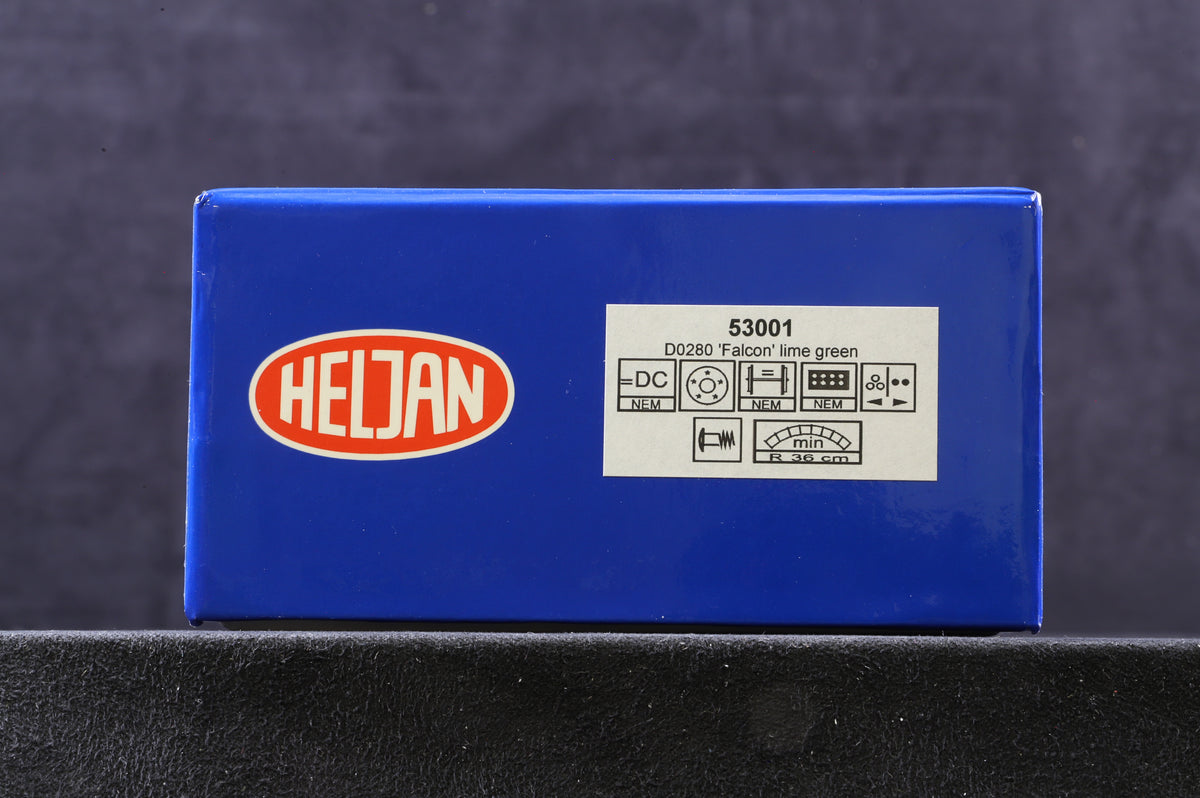 HELJAN
53001
D0280 'Falcon' lime green
=DC
NEM
NEM
NEM
min
R 36 cm